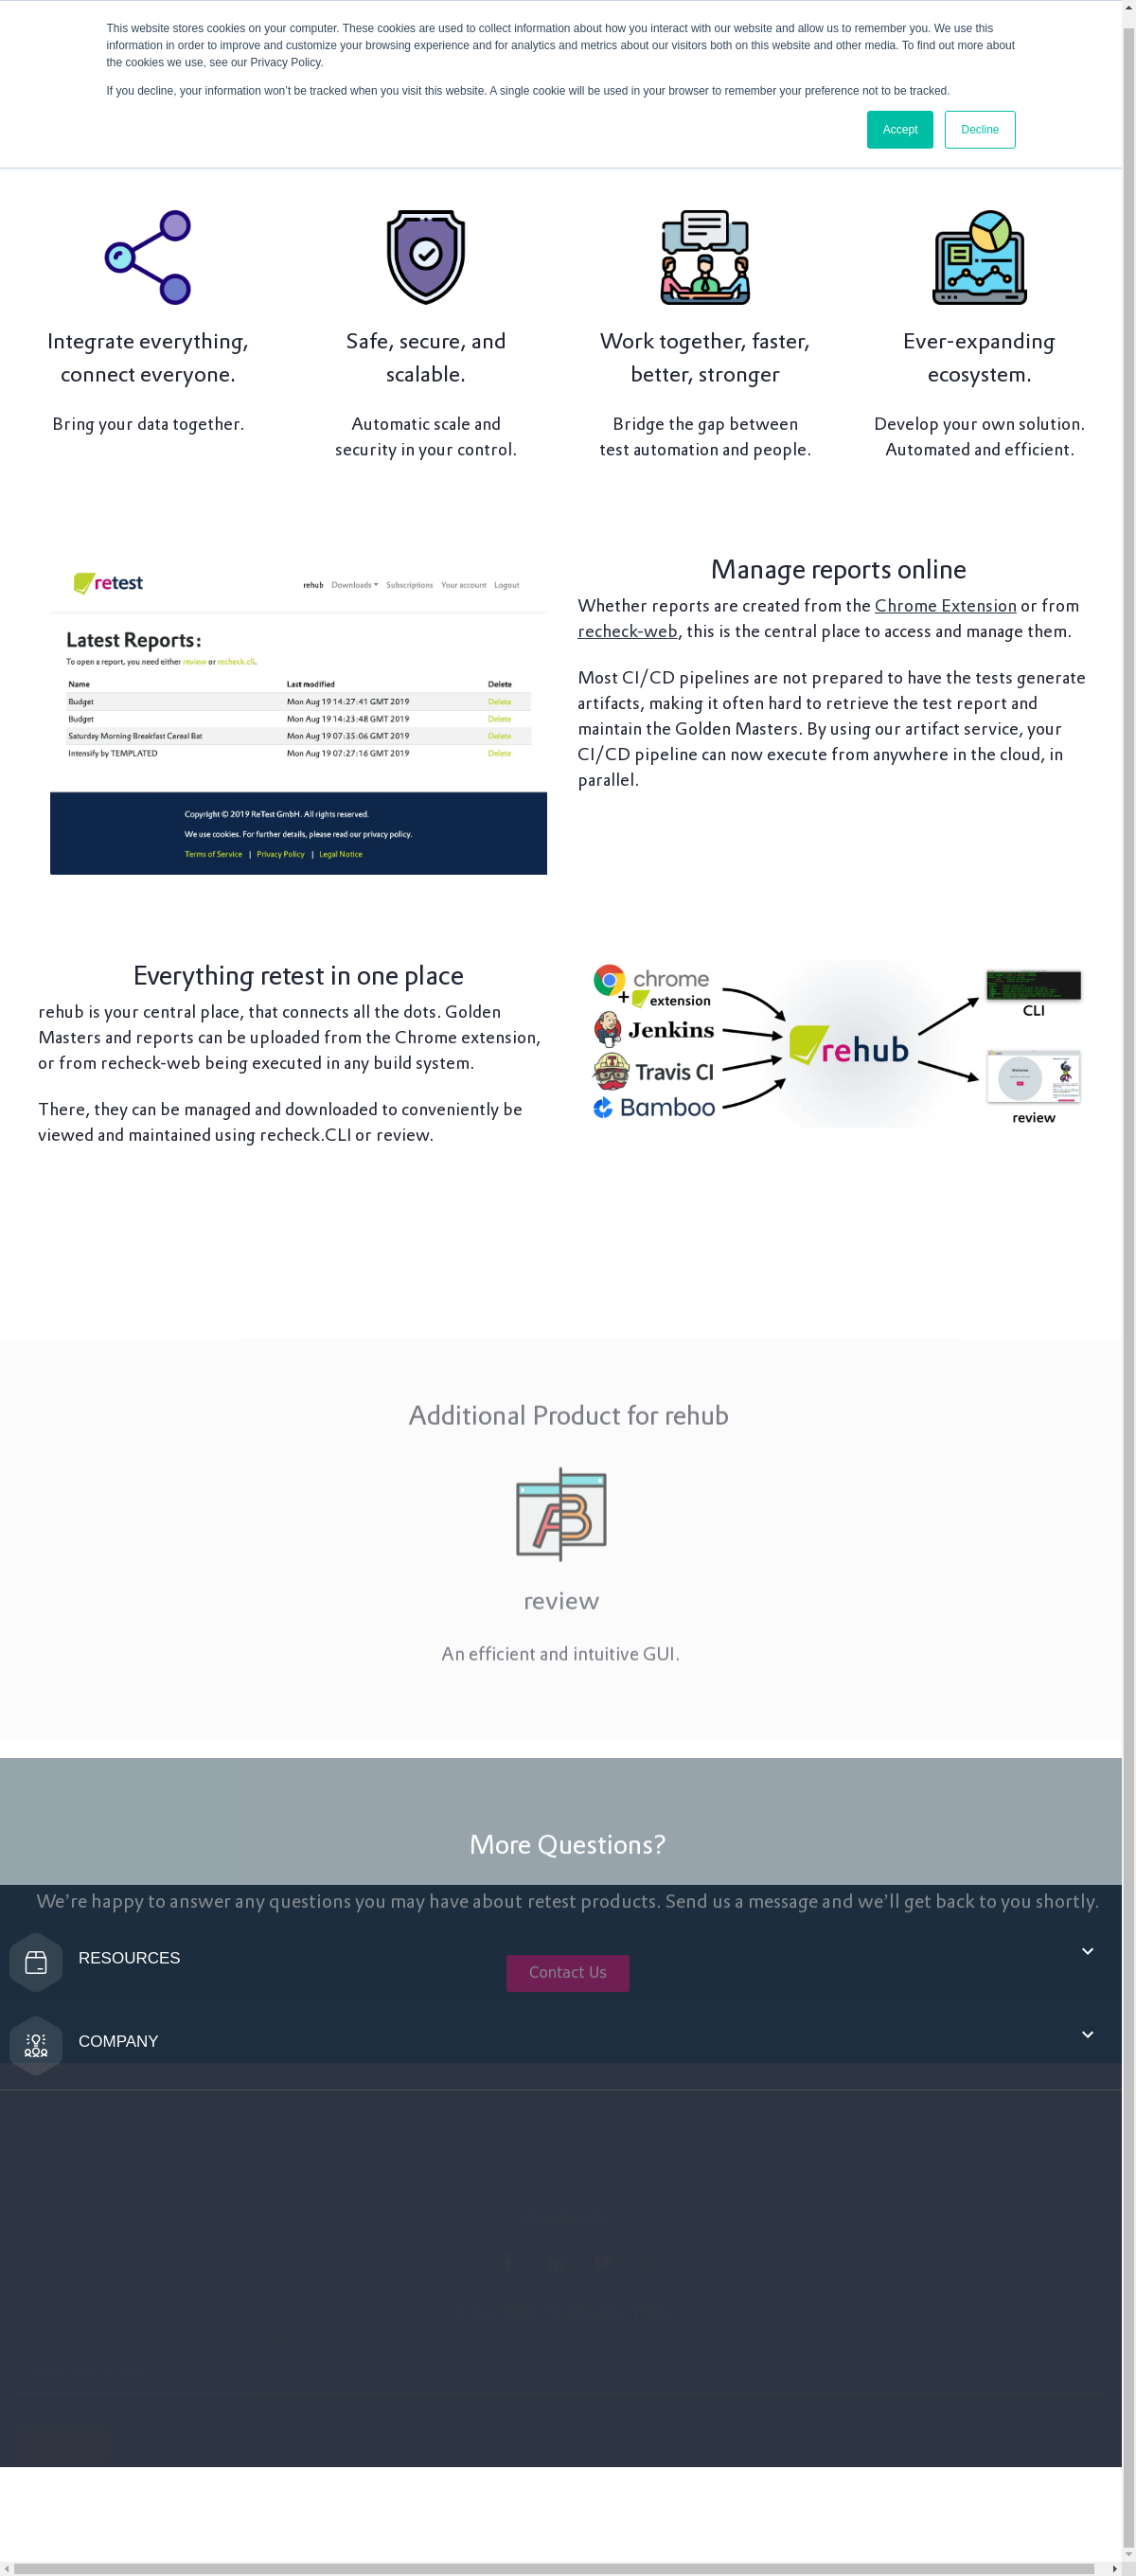 This website stores cookies on your computer. These cookies are used to collect information about how you interact with our website and allow us to remember you. We use this
information in order to improve and customize your browsing experience and for analytics and metrics about our visitors both on this website and other media. To find out more about
the cookies we use, see our Privacy Policy.
If you decline, your information won’t be tracked when you visit this website. A single cookie will be used in your browser to remember your preference not to be tracked.
Accept
Decline
Integrate everything,
connect everyone.
Bring your data together.
Safe, secure, and
scalable.
Automatic scale and
security in your control.
Work together, faster,
better, stronger
Bridge the gap between
test automation and people.
Ever-expanding
ecosystem.
Develop your own solution.
Automated and efficient.
retest
rehub Downloads Subscriptions Your account Logout
Latest Reports:
To open a report, you need either review or recheck.cli.
Name Last modified Delete
Budget Mon Aug 19 14:27:41 GMT 2019 Delete
Budget Mon Aug 19 14:23:48 GMT 2019 Delete
Saturday Morning Breakfast Cereal Bat Mon Aug 19 07:35:06 GMT 2019 Delete
Intensify by TEMPLATED Mon Aug 19 07:27:16 GMT 2019 Delete
Copyright © 2019 ReTest GmbH. All rights reserved.
We use cookies. For further details, please read our privacy policy.
Terms of Service | Privacy Policy | Legal Notice
Manage reports online
Whether reports are created from the Chrome Extension or from
recheck-web, this is the central place to access and manage them.
Most CI/CD pipelines are not prepared to have the tests generate
artifacts, making it often hard to retrieve the test report and
maintain the Golden Masters. By using our artifact service, your
CI/CD pipeline can now execute from anywhere in the cloud, in
parallel.
Everything retest in one place
rehub is your central place, that connects all the dots. Golden
Masters and reports can be uploaded from the Chrome extension,
or from recheck-web being executed in any build system.
There, they can be managed and downloaded to conveniently be
viewed and maintained using recheck.CLI or review.
chrome
+ extension
Jenkins
Travis CI
Bamboo
rehub
CLI
Welcome
review
Additional Product for rehub
AB
review
An efficient and intuitive GUI.
More Questions?
We’re happy to answer any questions you may have about retest products. Send us a message and we’ll get back to you shortly.
RESOURCES
Contact Us
COMPANY